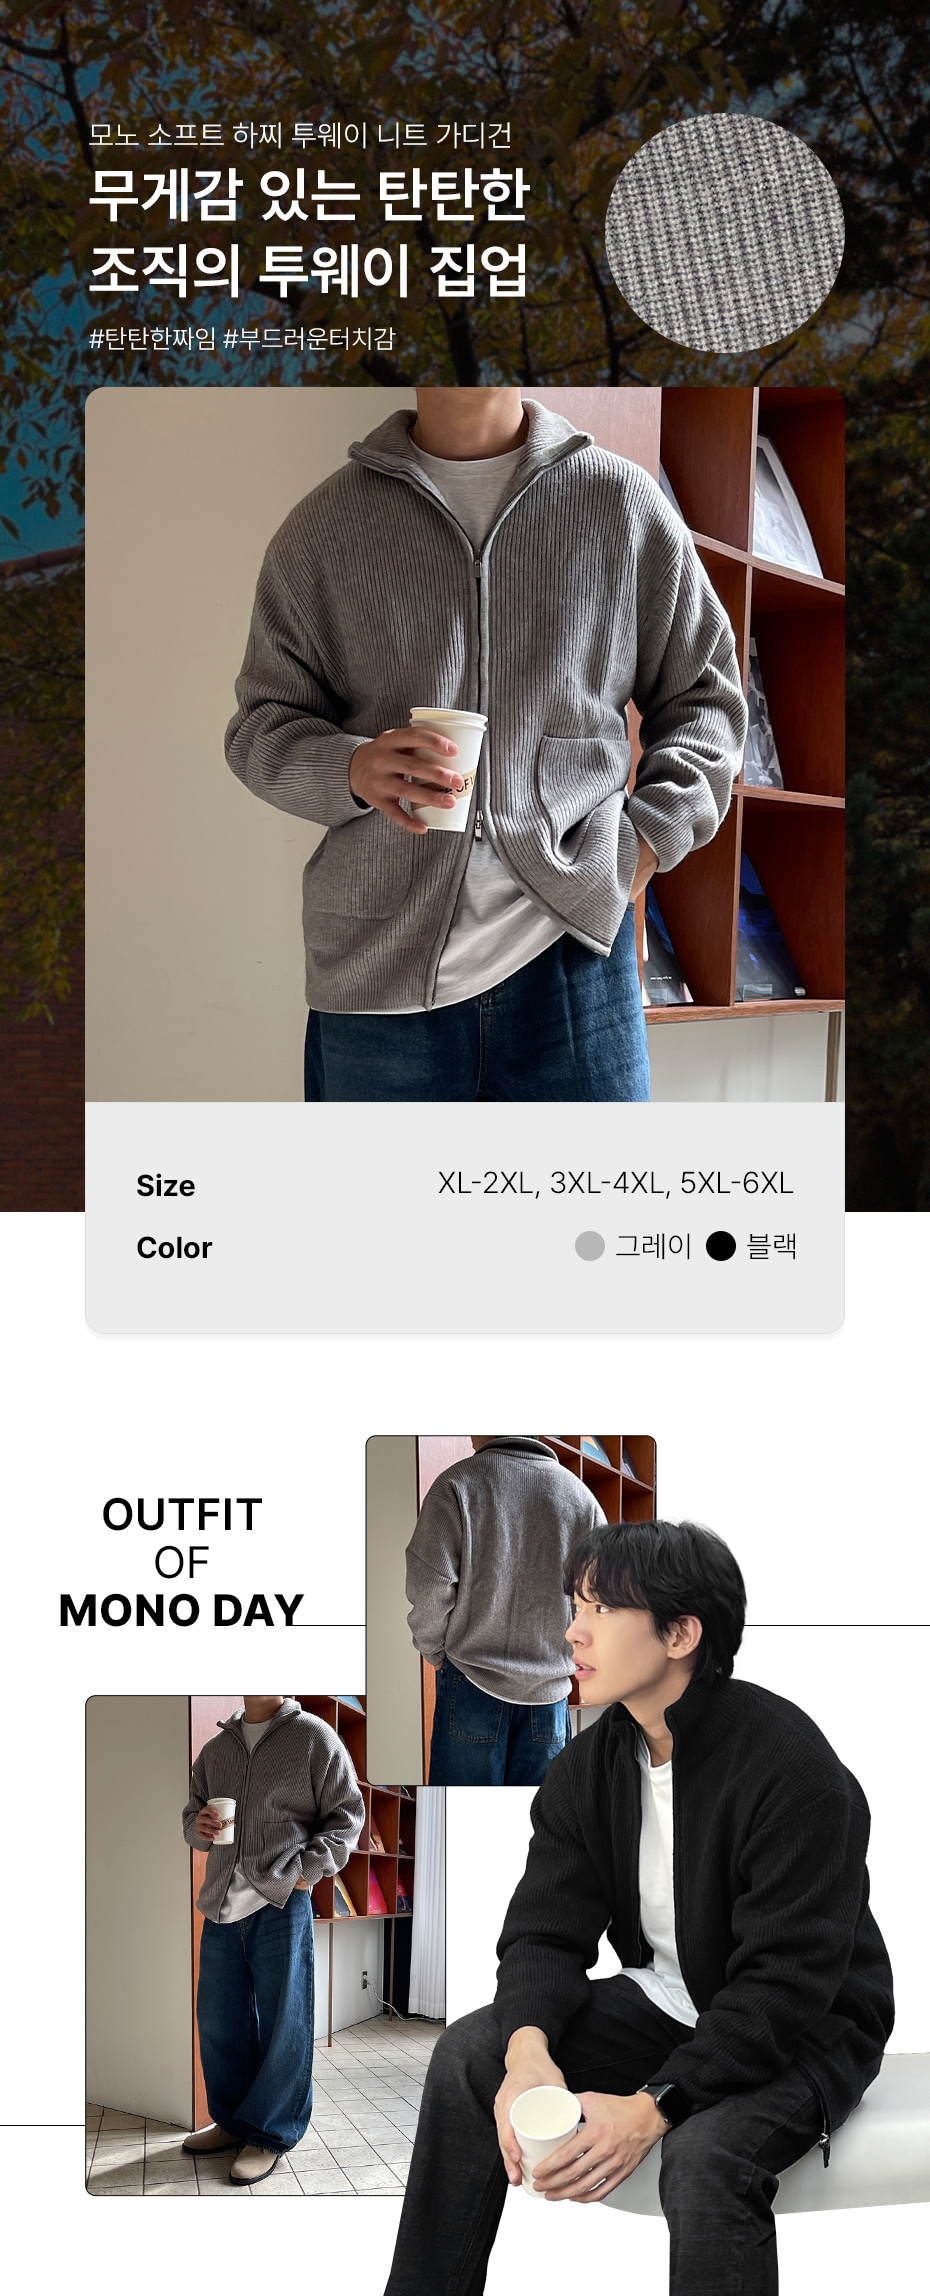 모노 소프트 하찌 투웨이 니트 가디건
무게감 있는 탄탄한
조직의 투웨이 집업
#탄탄한짜임 #부드러운터치감
Size XL-2XL, 3XL-4XL, 5XL-6XL
Color 그레이 블랙
OUTFIT
OF
MONO DAY